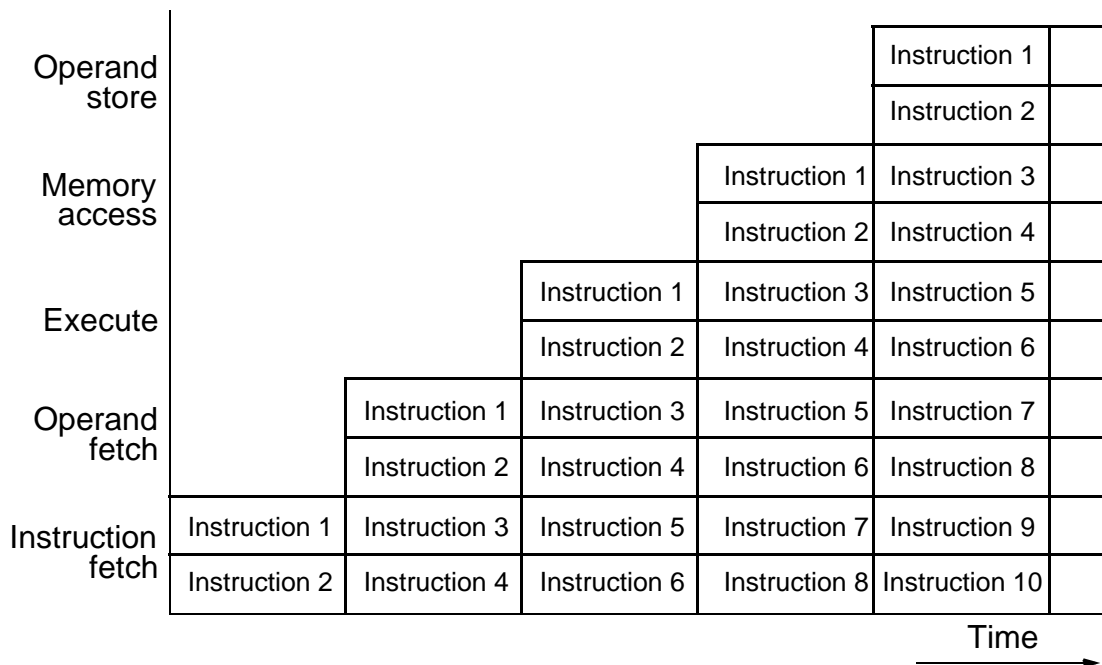 Operand
store
Instruction 1
Instruction 2
Memory
access
Instruction 1 Instruction 3
Instruction 2 Instruction 4
Execute
Instruction 1 Instruction 3 Instruction 5
Instruction 2 Instruction 4 Instruction 6
Operand
fetch
Instruction 1 Instruction 3 Instruction 5 Instruction 7
Instruction 2 Instruction 4 Instruction 6 Instruction 8
Instruction
fetch
Instruction 1 Instruction 3 Instruction 5 Instruction 7 Instruction 9
Instruction 2 Instruction 4 Instruction 6 Instruction 8 Instruction 10
Time